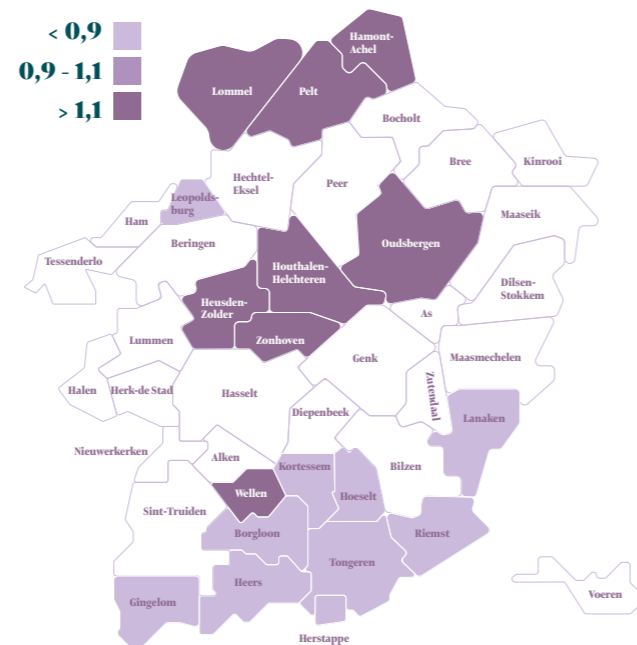 < 0,9
0,9 - 1,1
> 1,1
Hamont-
Achel
Lommel
Pelt
Bocholt
Bree
Kinrooi
Hechtel-
Eksel
Peer
Leopolds-
burg
Ham
Maaseik
Beringen
Oudsbergen
Tessenderlo
Houthalen-
Helchteren
Dilsen-
Stokkem
Heusden-
Zolder
As
Lummen
Zonhoven
Genk
Maasmechelen
Halen
Herk-de Stad
Hasselt
Zutendaal
Diepenbeek
Lanaken
Nieuwerkerken
Alken
Kortessem
Bilzen
Wellen
Hoeselt
Sint-Truiden
Borgloon
Riemst
Tongeren
Heers
Gingelom
Voeren
Herstappe